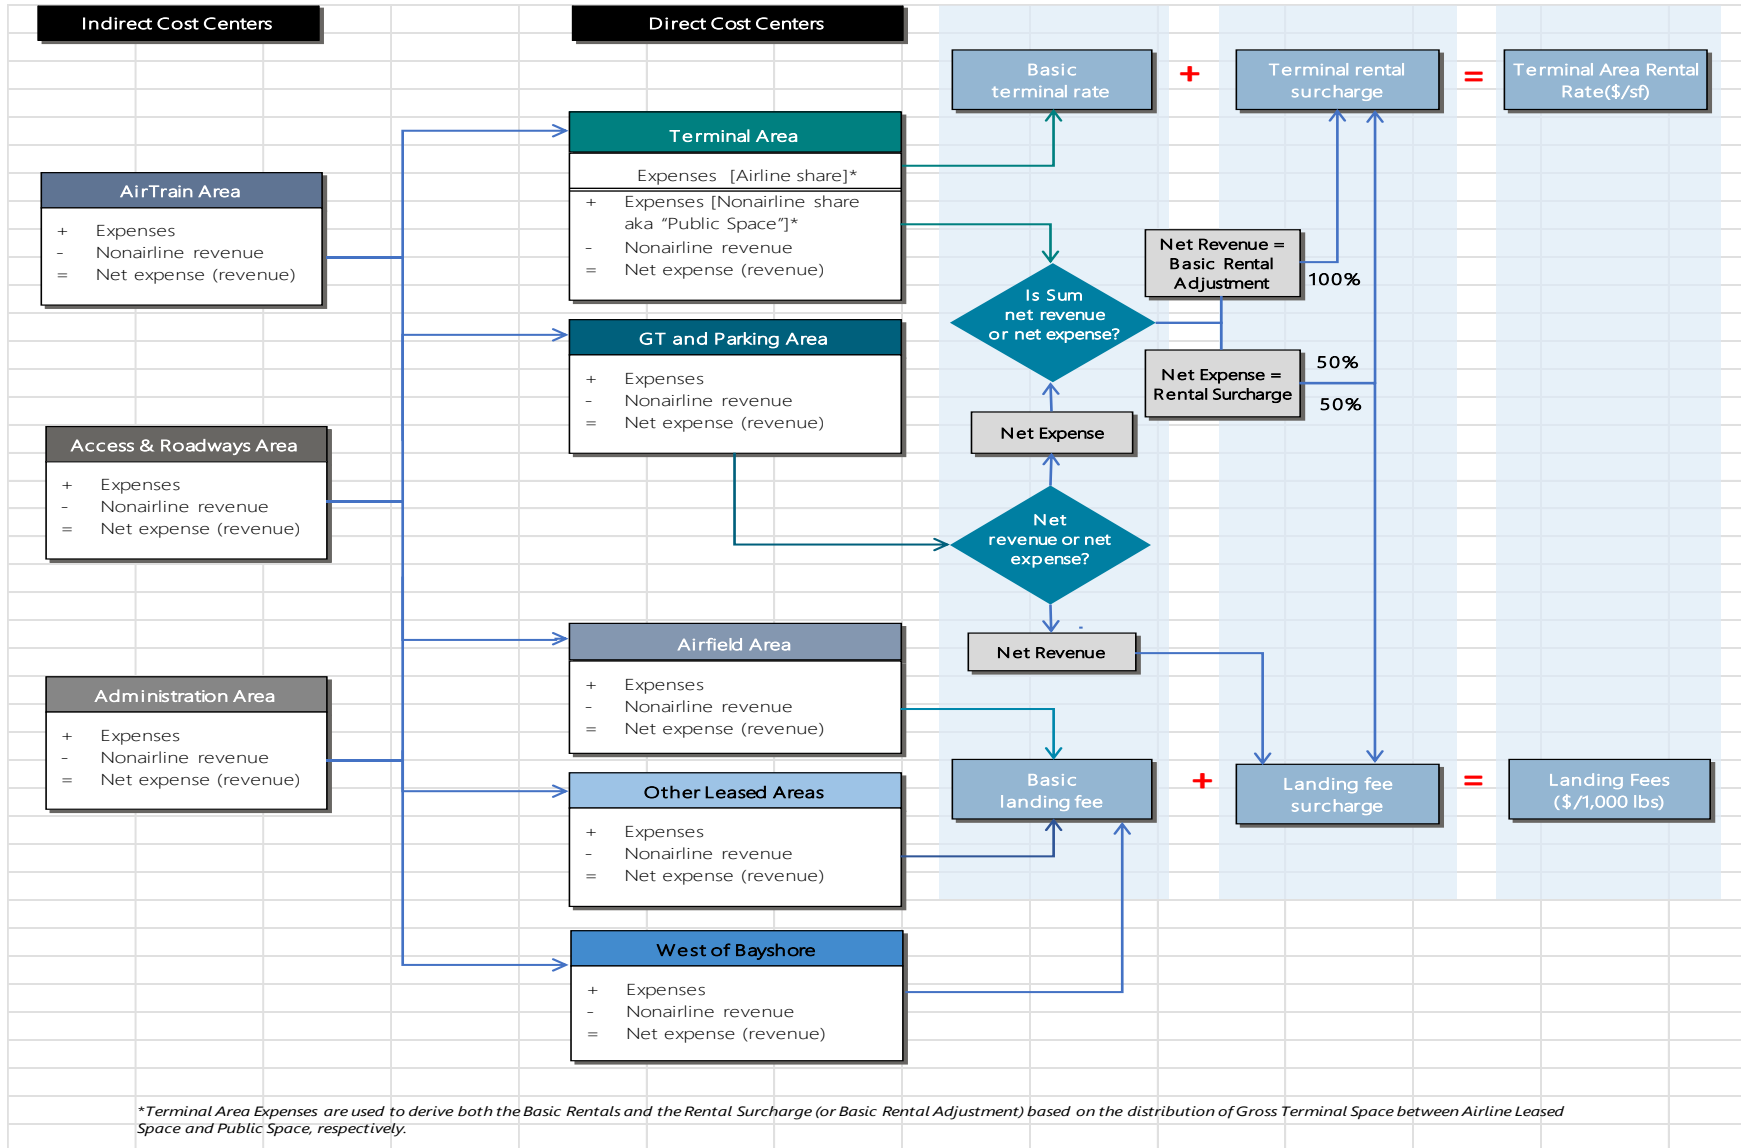 Indirect Cost Centers
Direct Cost Centers
Basic
terminal rate
+
Terminal rental
surcharge
=
Terminal Area Rental
Rate($/sf)
AirTrain Area
+ Expenses
- Nonairline revenue
= Net expense (revenue)
Access & Roadways Area
+ Expenses
- Nonairline revenue
= Net expense (revenue)
Administration Area
+ Expenses
- Nonairline revenue
= Net expense (revenue)
Terminal Area
Expenses [Airline share]*
+ Expenses [Nonairline share
aka “Public Space”]*
- Nonairline revenue
= Net expense (revenue)
GT and Parking Area
+ Expenses
- Nonairline revenue
= Net expense (revenue)
Airfield Area
+ Expenses
- Nonairline revenue
= Net expense (revenue)
Other Leased Areas
+ Expenses
- Nonairline revenue
= Net expense (revenue)
West of Bayshore
+ Expenses
- Nonairline revenue
= Net expense (revenue)
Is Sum
net revenue
or net expense?
Net Revenue =
Basic Rental
Adjustment
100%
Net Expense =
Rental Surcharge
50%
50%
Net Expense
Net
revenue or net
expense?
-
Net Revenue
Basic
landing fee
+
Landing fee
surcharge
=
Landing Fees
($/1,000 lbs)
*Terminal Area Expenses are used to derive both the Basic Rentals and the Rental Surcharge (or Basic Rental Adjustment) based on the distribution of Gross Terminal Space between Airline Leased
Space and Public Space, respectively.